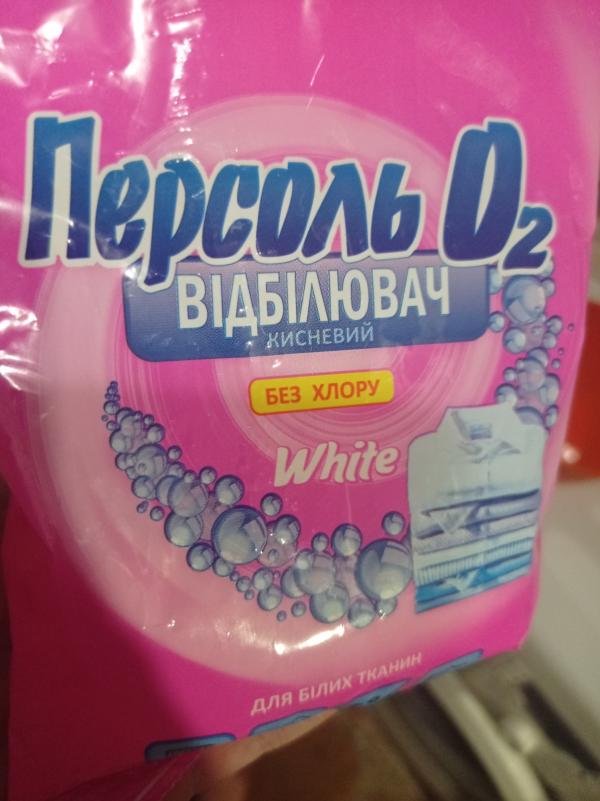 Персоль O2
ВІДБІЛЮВАЧ
КИСНЕВИЙ
БЕЗ ХЛОРУ
White
ДЛЯ БІЛИХ ТКАНИН